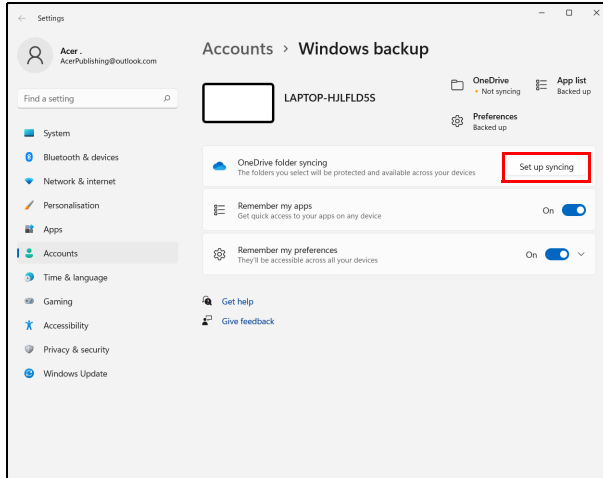 Settings
Acer .
AcerPublishing@outlook.com
Find a setting
System
Bluetooth & devices
Network & internet
Personalisation
Apps
Accounts
Time & language
Gaming
Accessibility
Privacy & security
Windows Update
Accounts > Windows backup
LAPTOP-HJLFLD5S
OneDrive
• Not syncing
App list
Backed up
Preferences
Backed up
OneDrive folder syncing
The folders you select will be protected and available across your devices
Set up syncing
Remember my apps
Get quick access to your apps on any device
On
Remember my preferences
They'll be accessible across all your devices
On
Get help
Give feedback